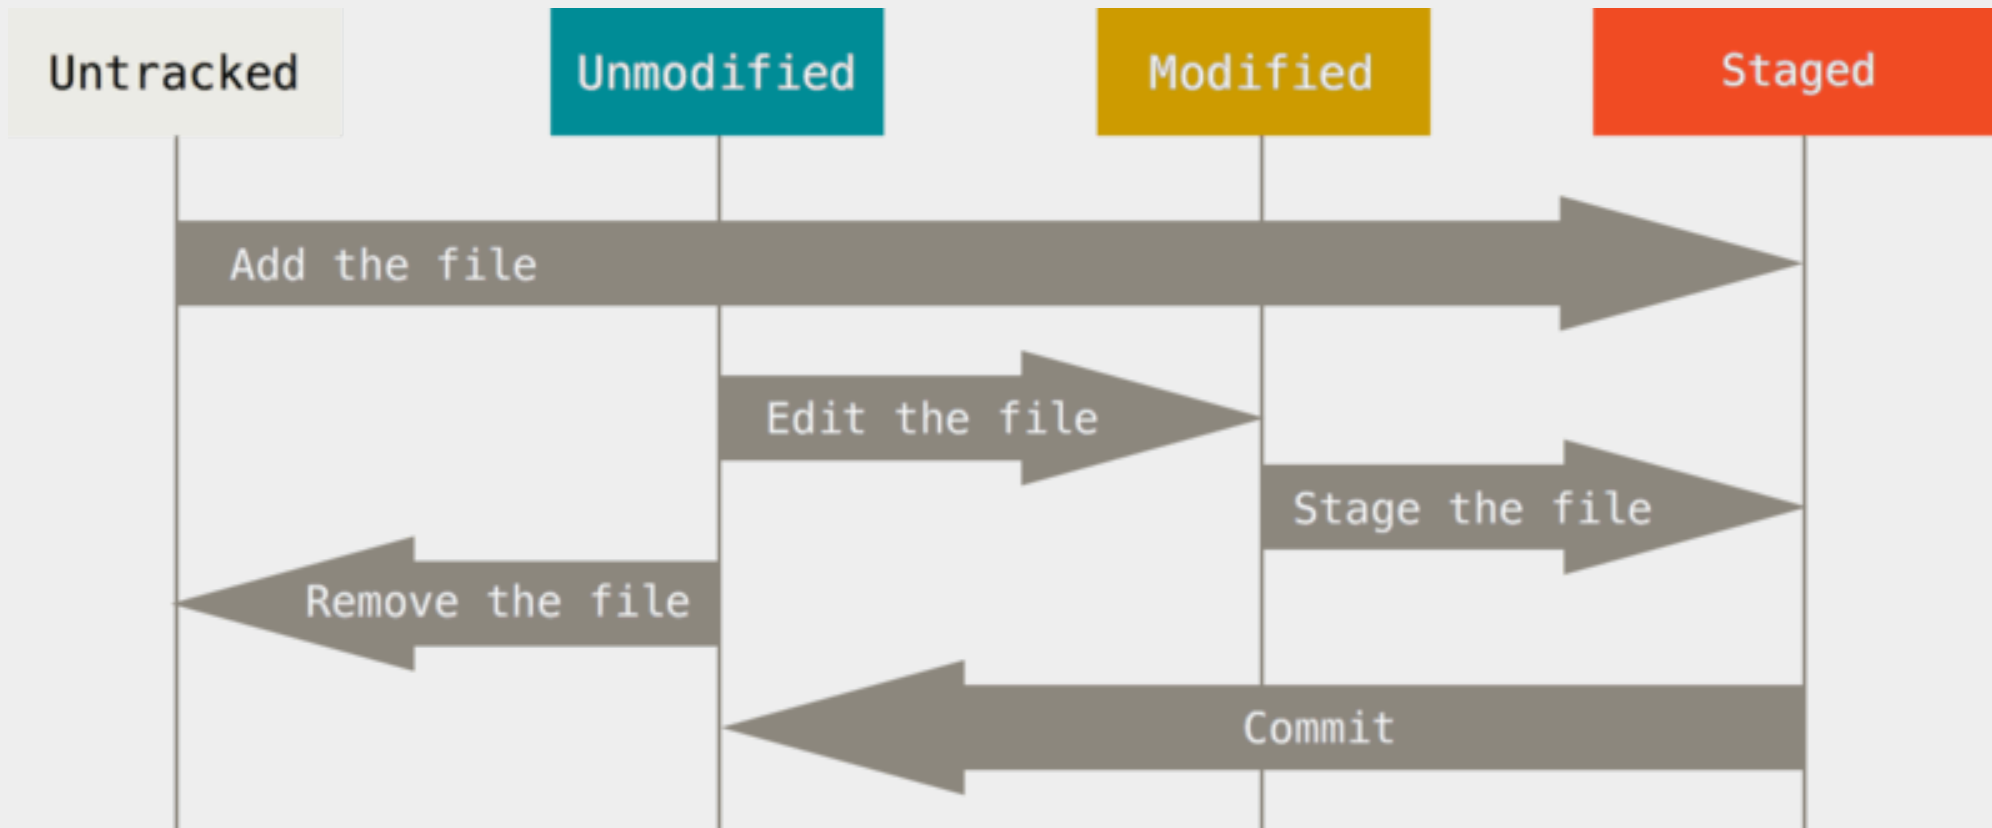 Untracked
Unmodified
Modified
Staged
Add the file
Edit the file
Stage the file
Remove the file
Commit